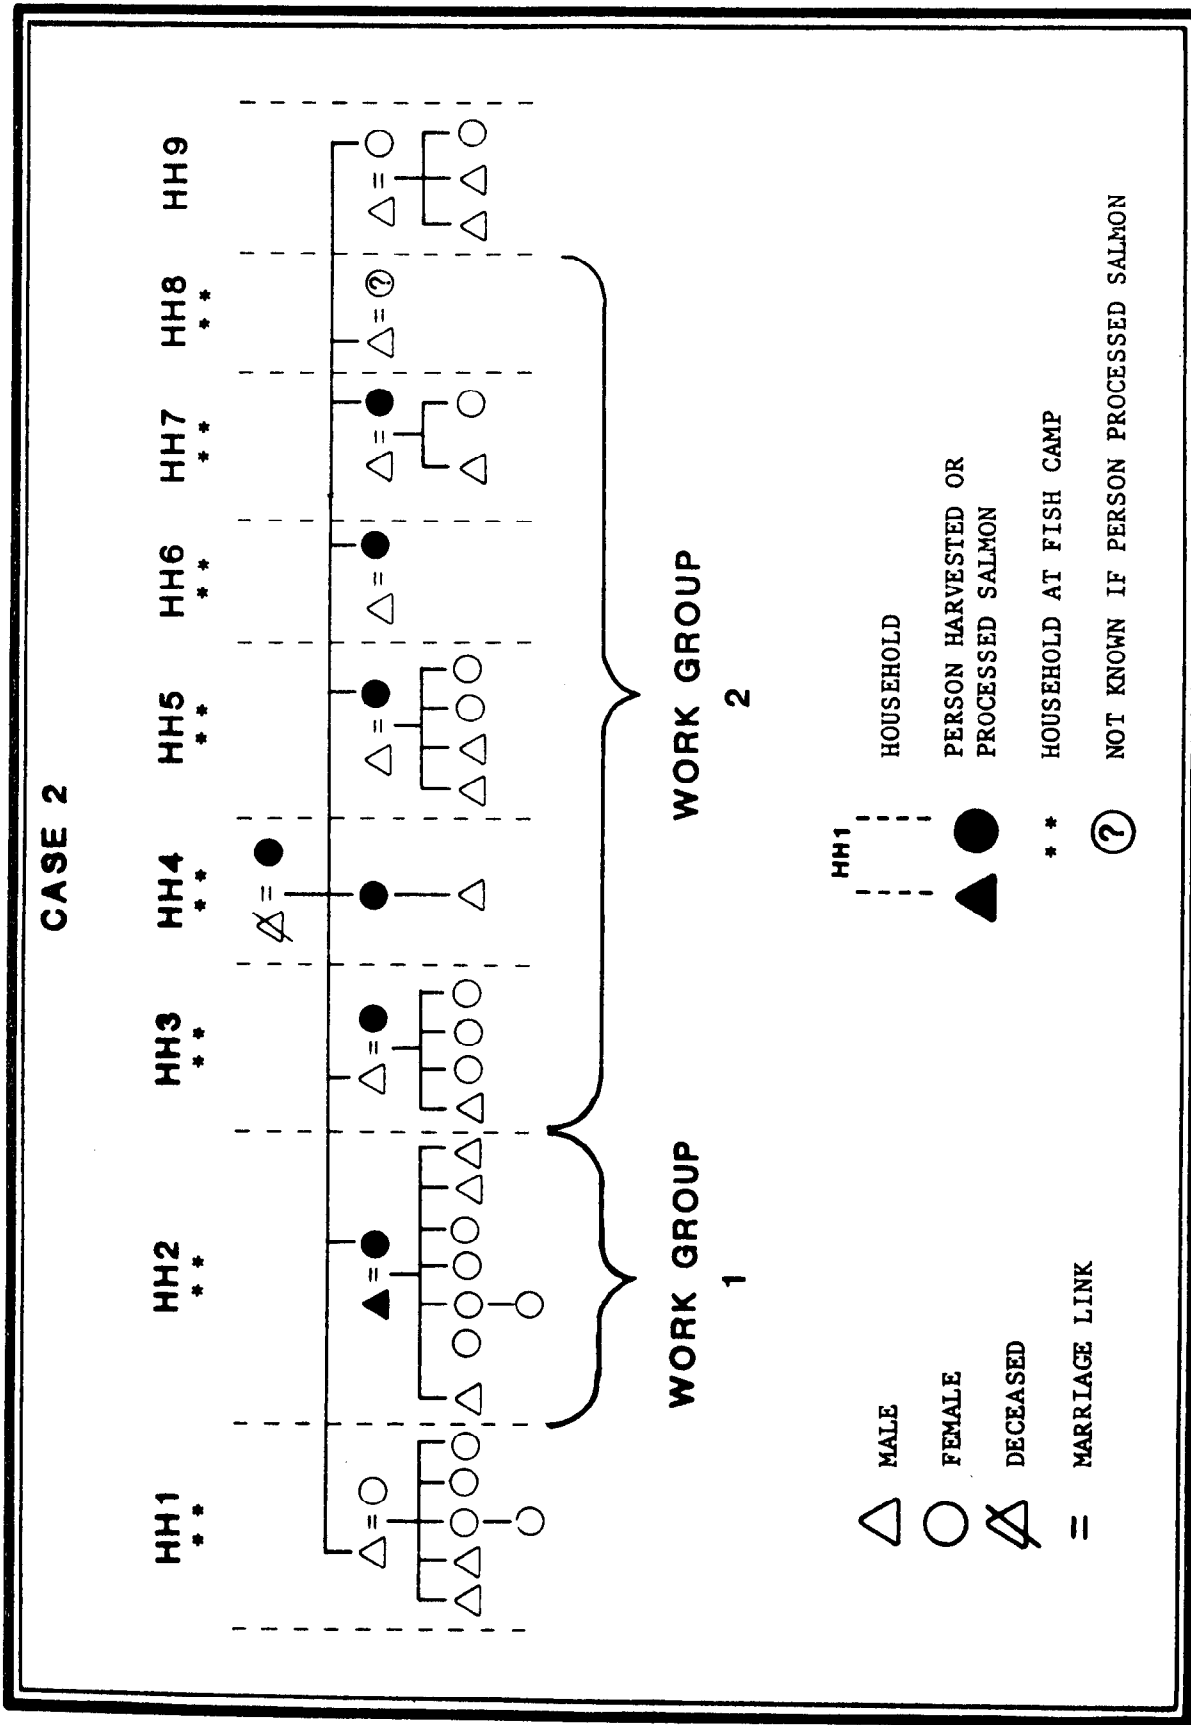 CASE 2
HH1 HH2 HH3 HH4 HH5 HH6 HH7 HH8 HH9
** ** ** ** ** ** ** **
?
WORK GROUP
1
WORK GROUP
2
MALE
FEMALE
DECEASED
= MARRIAGE LINK
HH1 HOUSEHOLD
PERSON HARVESTED OR
PROCESSED SALMON
** HOUSEHOLD AT FISH CAMP
? NOT KNOWN IF PERSON PROCESSED SALMON